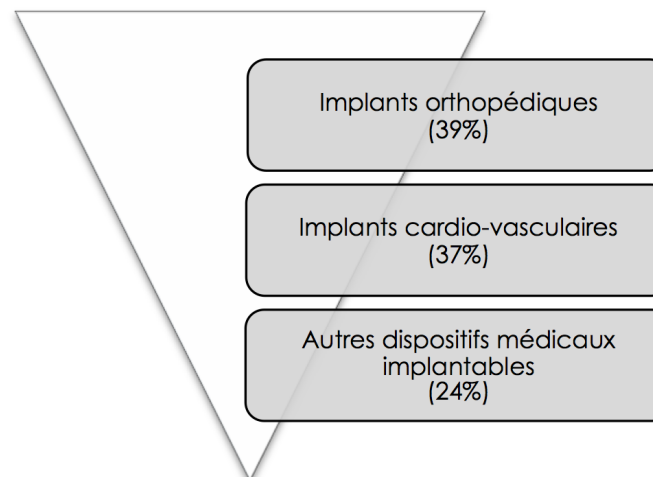 Implants orthopédiques
(39%)
Implants cardio-vasculaires
(37%)
Autres dispositifs médicaux
implantables
(24%)